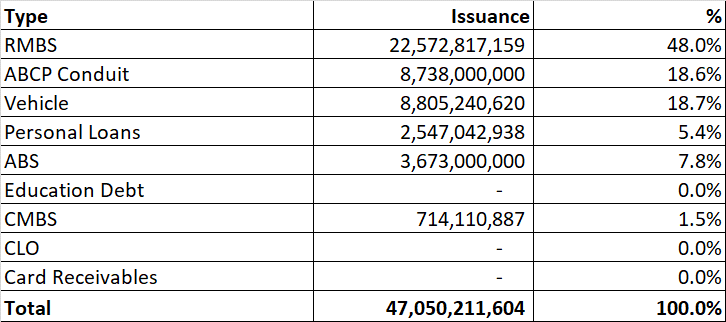 Type Issuance %
RMBS 22,572,817,159 48.0%
ABCP Conduit 8,738,000,000 18.6%
Vehicle 8,805,240,620 18.7%
Personal Loans 2,547,042,938 5.4%
ABS 3,673,000,000 7.8%
Education Debt - 0.0%
CMBS 714,110,887 1.5%
CLO - 0.0%
Card Receivables - 0.0%
Total 47,050,211,604 100.0%